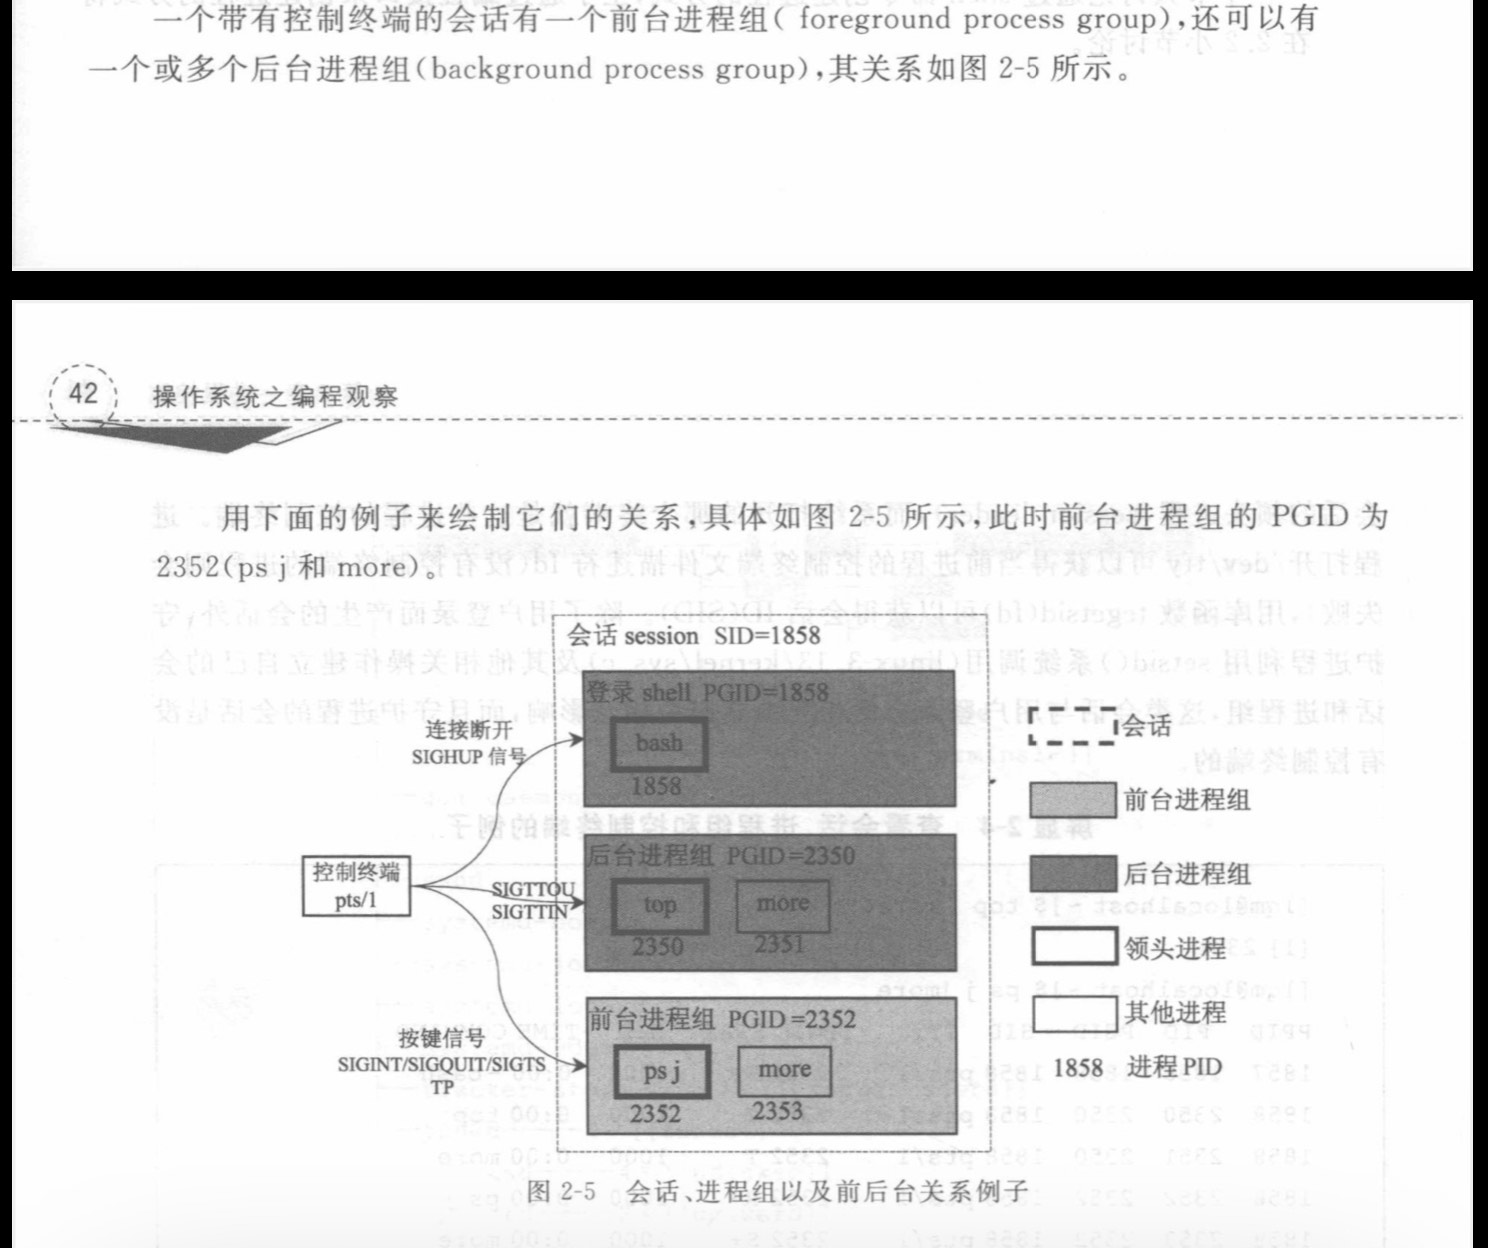 一个带有控制终端的会话有一个前台进程组( foreground process group),还可以有
一个或多个后台进程组(background process group),其关系如图 2-5 所示。
42
操作系统之编程观察
用下面的例子来绘制它们的关系,具体如图 2-5 所示,此时前台进程组的 PGID 为
2352(ps j 和 more)。
会话 session SID=1858
登录 shell PGID=1858
bash
1858
连接断开
SIGHUP 信号
后台进程组 PGID=2350
top
more
2350
2351
控制终端
pts/1
SIGTTOU
SIGTTIN
前台进程组 PGID =2352
ps j
more
2352
2353
按键信号
SIGINT/SIGQUIT/SIGTS
TP
会话
前台进程组
后台进程组
领头进程
其他进程
1858 进程 PID
图 2-5 会话、进程组以及前后台关系例子